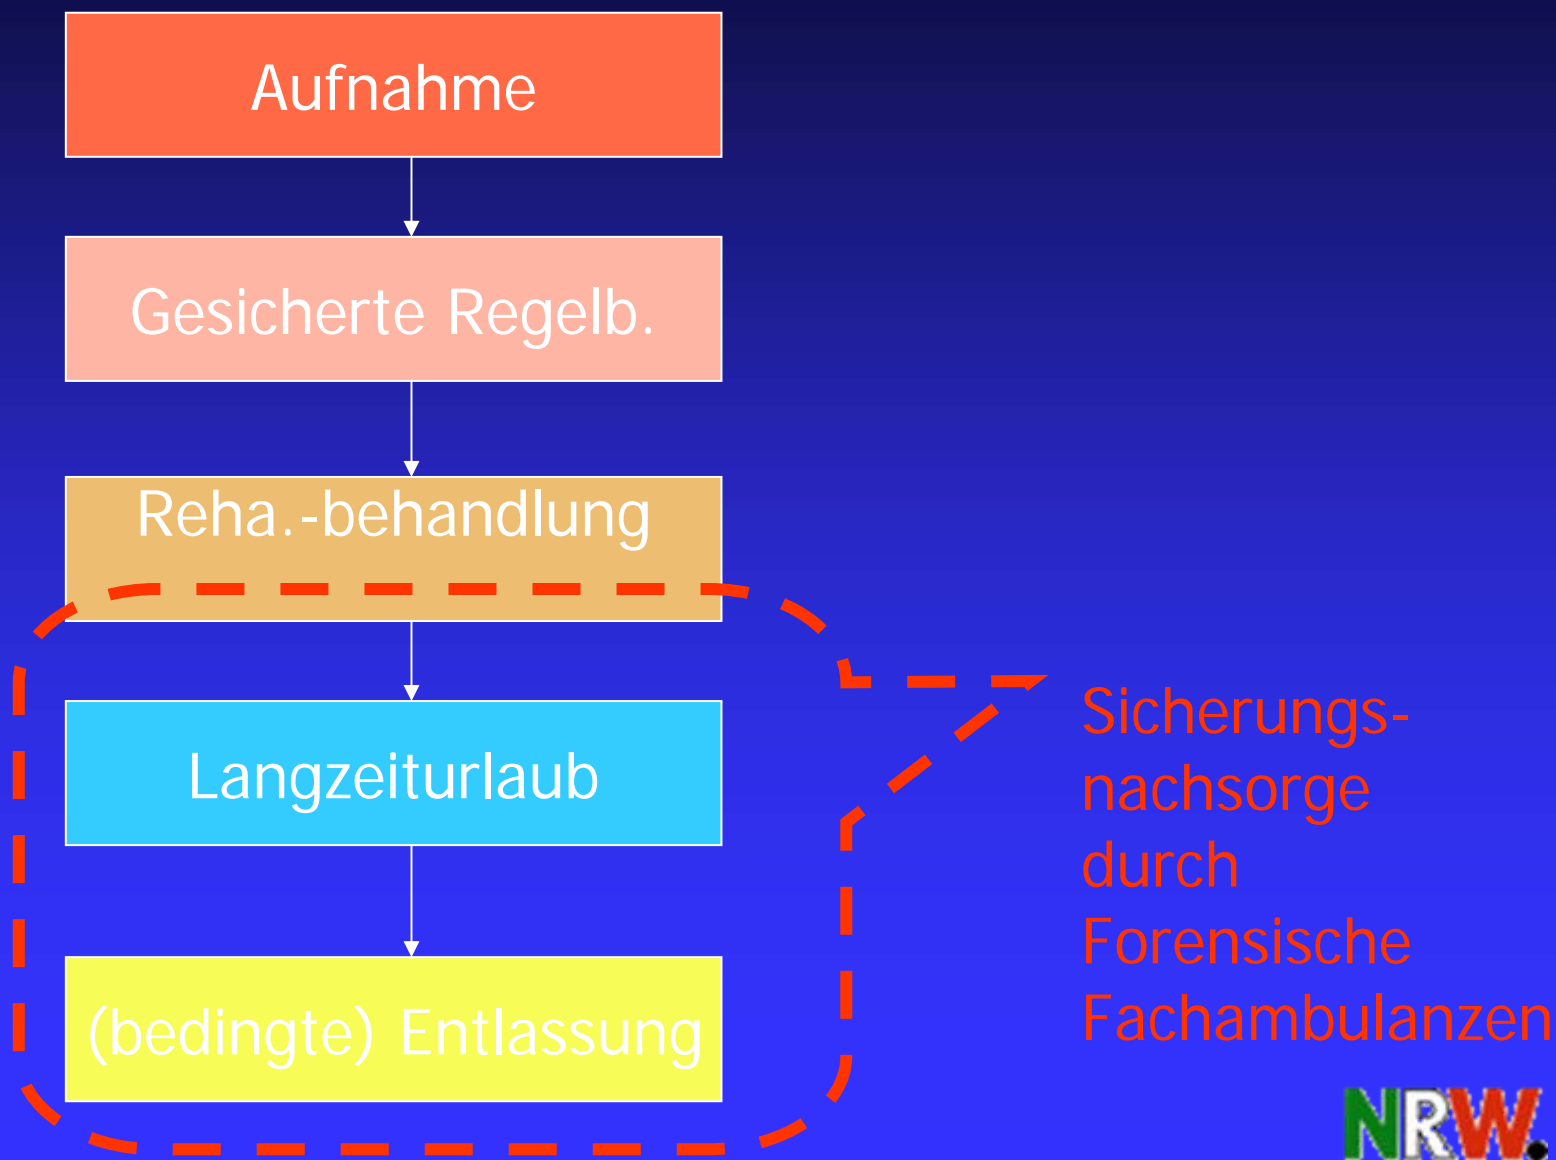 Aufnahme
Gesicherte Regelb.
Reha.-behandlung
Langzeiturlaub
(bedingte) Entlassung
Sicherungs-
nachsorge
durch
Forensische
Fachambulanzen
NRW.